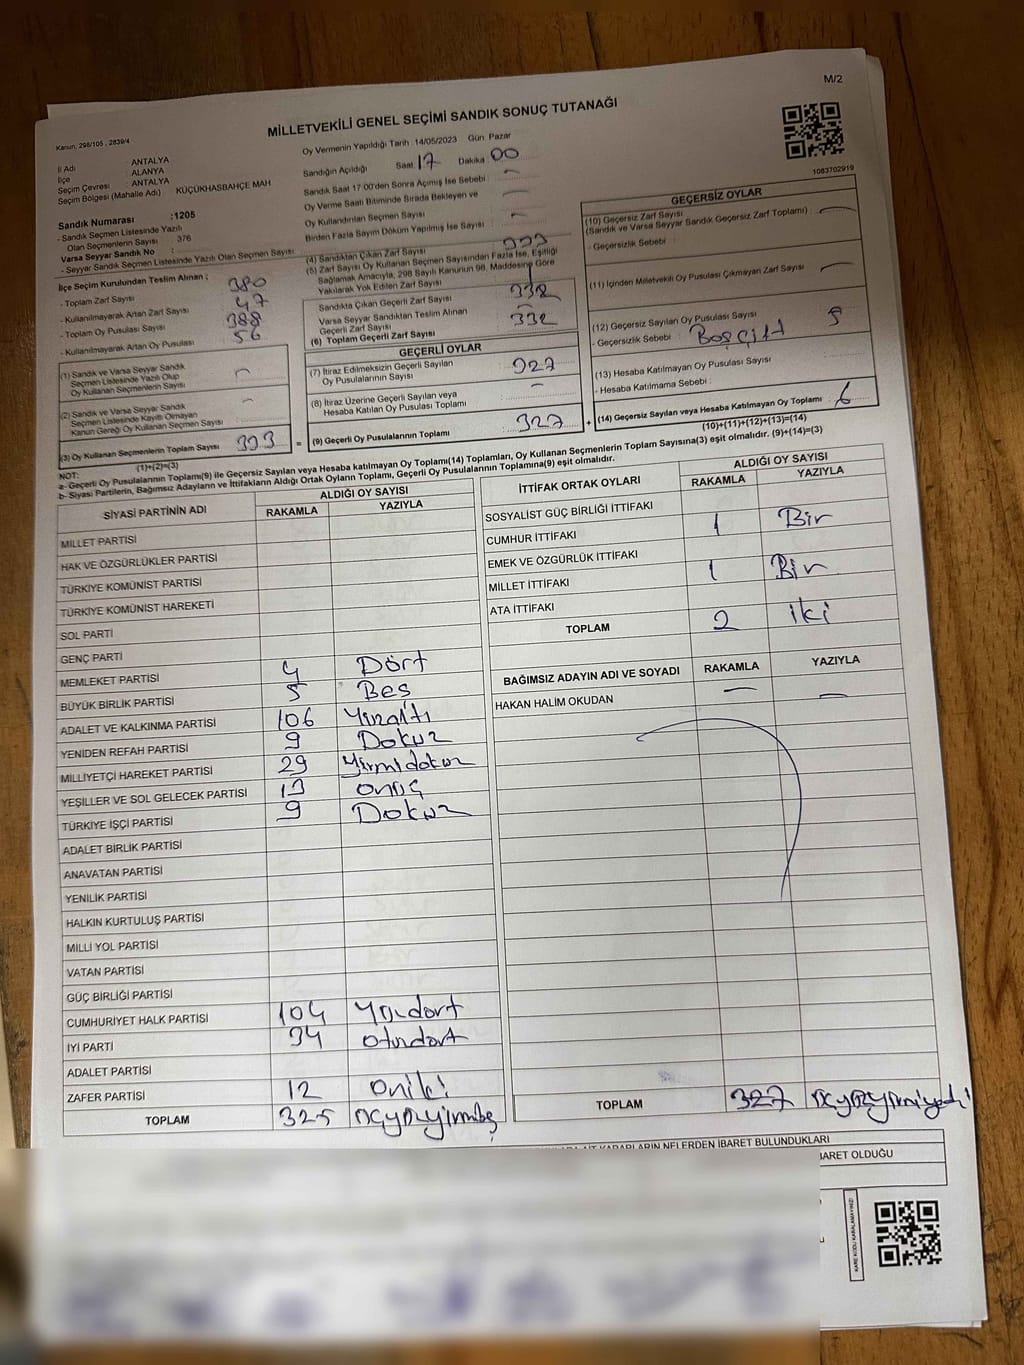 M/2
MİLLETVEKİLİ GENEL SEÇİMİ SANDIK SONUÇ TUTANAĞI
Kanun, 298/105 , 2839/4
Oy Vermenin Yapıldığı Tarih :14/05/2023 Gün Pazar
İl Adı ANTALYA
İlçe ALANYA
Seçim Çevresi : ANTALYA
Seçim Bölgesi (Mahalle Adı) KÜÇÜKHASBAHÇE MAH
Sandığın Açıldığı Saat 17 Dakika 00
Sandık Saat 17:00'den Sonra Açımış İse Sebebi
Oy Verme Saati Bitiminde Sırada Bekleyen ve
Oy Kullandırılan Seçmen Sayısı
Birden Fazla Sayım Döküm Yapılmış İse Sayısı
1083702919
Sandık Numarası :1205
- Sandık Seçmen Listesinde Yazılı
Olan Seçmenlerin Sayısı 376
Varsa Seyyar Sandık No :
- Seyyar Sandık Seçmen Listesinde Yazılı Olan Seçmen Sayısı
İlçe Seçim Kurulundan Teslim Alınan ;
- Toplam Zarf Sayısı 380
- Kullanılmayarak Artan Zarf Sayısı 47
- Toplam Oy Pusulası Sayısı 388
- Kullanılmayarak Artan Oy Pusulası 56
(1) Sandık ve Varsa Seyyar Sandık
Seçmen Listesinde Yazılı Olup
Oy Kullanan Seçmenlerin Sayısı
(2) Sandık ve Varsa Seyyar Sandık
Seçmen Listesinde Kayıtlı Olmayan
Kanun Gereği Oy Kullanan Seçmen Sayısı
(3) Oy Kullanan Seçmenlerin Toplam Sayısı 333
(1)+(2)=(3)
(4) Sandıktan Çıkan Zarf Sayısı 333
(5) Zarf Sayısı Oy Kullanan Seçmen Sayısından Fazla İse, Eşitliği
Sağlamak Amacıyla, 298 Sayılı Kanunun 98. Maddesine Göre
Yakılarak Yok Edilen Zarf Sayısı
Sandıkta Çıkan Geçerli Zarf Sayısı 332
Varsa Seyyar Sandıktan Teslim Alınan
Geçerli Zarf Sayısı
(6) Toplam Geçerli Zarf Sayısı 332
GEÇERLİ OYLAR
(7) İtiraz Edilmeksizin Geçerli Sayılan
Oy Pusulalarının Sayısı 327
(8) İtiraz Üzerine Geçerli Sayılan veya
Hesaba Katılan Oy Pusulası Toplamı
= (9) Geçerli Oy Pusulalarının Toplamı 327 +
GEÇERSİZ OYLAR
(10) Geçersiz Zarf Sayısı
(Sandık ve Varsa Seyyar Sandık Geçersiz Zarf Toplamı)
- Geçersizlik Sebebi :
(11) İçinden Milletvekili Oy Pusulası Çıkmayan Zarf Sayısı
(12) Geçersiz Sayılan Oy Pusulası Sayısı 5
- Geçersizlik Sebebi :
(13) Hesaba Katılmayan Oy Pusulası Sayısı
- Hesaba Katılmama Sebebi :
(14) Geçersiz Sayılan veya Hesaba Katılmayan Oy Toplamı 6
(10)+(11)+(12)+(13)=(14)
NOT:
a- Geçerli Oy Pusulalarının Toplamı(9) ile Geçersiz Sayılan veya Hesaba katılmayan Oy Toplamı(14) Toplamları, Oy Kullanan Seçmenlerin Toplam Sayısına(3) eşit olmalıdır. (9)+(14)=(3)
b- Siyasi Partilerin, Bağımsız Adayların ve İttifakların Aldığı Ortak Oyların Toplamı, Geçerli Oy Pusulalarının Toplamına(9) eşit olmalıdır.
SİYASİ PARTİNİN ADI
ALDIĞI OY SAYISI
RAKAMLA YAZIYLA
MİLLET PARTİSİ
HAK VE ÖZGÜRLÜKLER PARTİSİ
TÜRKİYE KOMÜNİST PARTİSİ
TÜRKİYE KOMÜNİST HAREKETİ
SOL PARTİ
GENÇ PARTİ
MEMLEKET PARTİSİ 4 Dört
BÜYÜK BİRLİK PARTİSİ 5 Beş
ADALET VE KALKINMA PARTİSİ 106 Yüzaltı
YENİDEN REFAH PARTİSİ 9 Dokuz
MİLLİYETÇİ HAREKET PARTİSİ 29 Yirmidokuz
YEŞİLLER VE SOL GELECEK PARTİSİ 13 onüç
TÜRKİYE İŞÇİ PARTİSİ 9 Dokuz
ADALET BİRLİK PARTİSİ
ANAVATAN PARTİSİ
YENİLİK PARTİSİ
HALKIN KURTULUŞ PARTİSİ
MİLLİ YOL PARTİSİ
VATAN PARTİSİ
GÜÇ BİRLİĞİ PARTİSİ
CUMHURİYET HALK PARTİSİ 104 Yüzdört
İYİ PARTİ 34 otuzdört
ADALET PARTİSİ
ZAFER PARTİSİ 12 oniki
TOPLAM 325 üçyüzyirmibeş
İTTİFAK ORTAK OYLARI
ALDIĞI OY SAYISI
RAKAMLA YAZIYLA
SOSYALİST GÜÇ BİRLİĞİ İTTİFAKI
CUMHUR İTTİFAKI 1 Bir
EMEK VE ÖZGÜRLÜK İTTİFAKI
MİLLET İTTİFAKI 1 Bir
ATA İTTİFAKI
TOPLAM 2 iki
BAĞIMSIZ ADAYIN ADI VE SOYADI RAKAMLA YAZIYLA
HAKAN HALİM OKUDAN
TOPLAM 327 üçyüzyirmiyedi
KARARLARIN NELERDEN İBARET BULUNDUKLARI
BARET OLDUĞU
KARE KODU KARALAMAYINIZ!